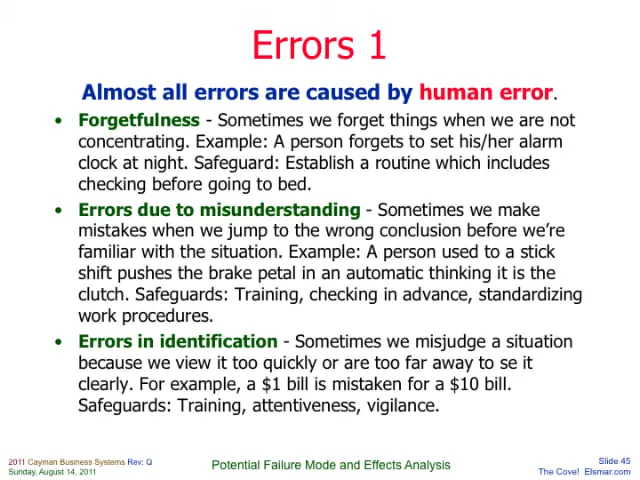 Errors 1
Almost all errors are caused by human error.
• Forgetfulness - Sometimes we forget things when we are not
concentrating. Example: A person forgets to set his/her alarm
clock at night. Safeguard: Establish a routine which includes
checking before going to bed.
• Errors due to misunderstanding - Sometimes we make
mistakes when we jump to the wrong conclusion before we’re
familiar with the situation. Example: A person used to a stick
shift pushes the brake petal in an automatic thinking it is the
clutch. Safeguards: Training, checking in advance, standardizing
work procedures.
• Errors in identification - Sometimes we misjudge a situation
because we view it too quickly or are too far away to se it
clearly. For example, a $1 bill is mistaken for a $10 bill.
Safeguards: Training, attentiveness, vigilance.
2011 Cayman Business Systems Rev: Q
Sunday, August 14, 2011
Potential Failure Mode and Effects Analysis
Slide 45
The Cove! Elsmar.com